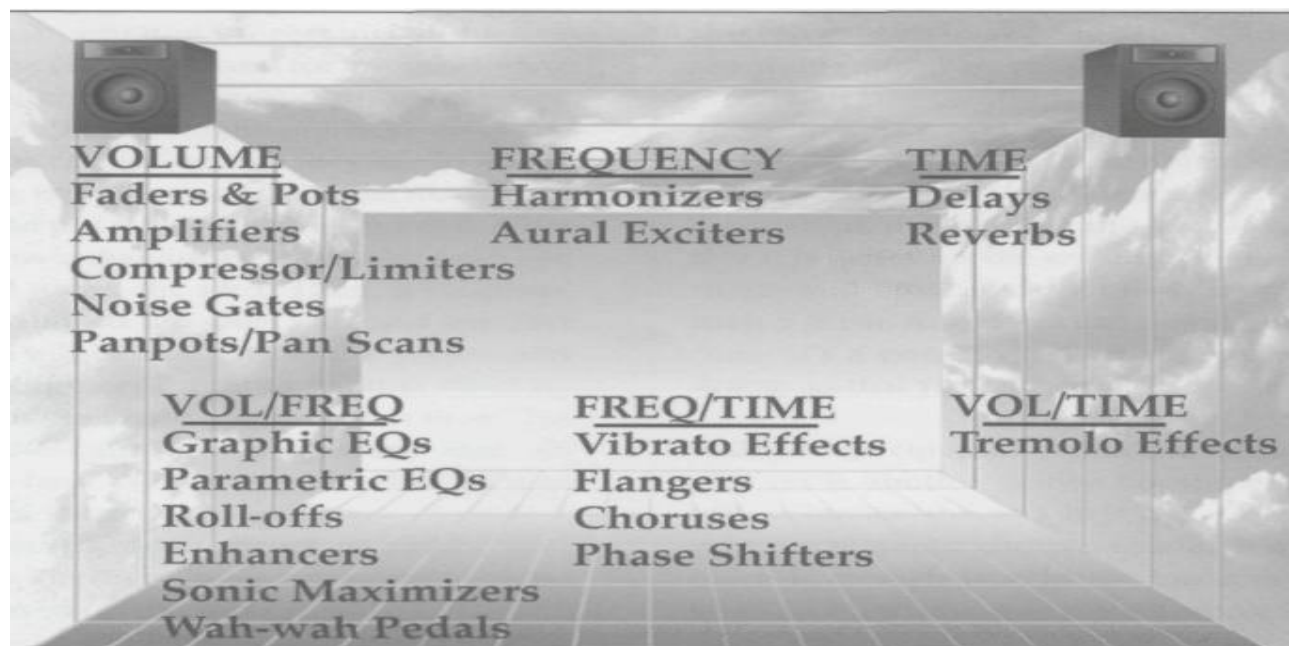 VOLUME
Faders & Pots
Amplifiers
Compressor/Limiters
Noise Gates
Panpots/Pan Scans
FREQUENCY
Harmonizers
Aural Exciters
TIME
Delays
Reverbs
VOL/FREQ
Graphic EQs
Parametric EQs
Roll-offs
Enhancers
Sonic Maximizers
Wah-wah Pedals
FREQ/TIME
Vibrato Effects
Flangers
Choruses
Phase Shifters
VOL/TIME
Tremolo Effects